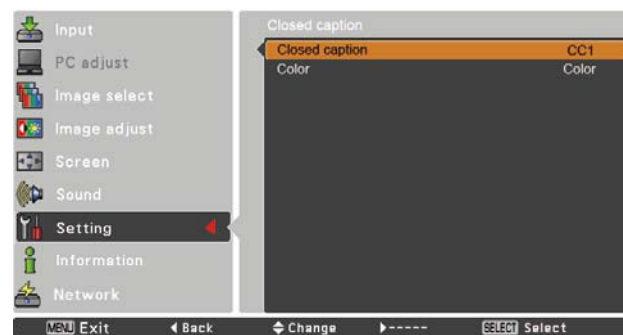 Input
PC adjust
Image select
Image adjust
Screen
Sound
Setting
Information
Network
Closed caption
Closed caption CC1
Color Color
MENU Exit Back Change ----- SELECT Select